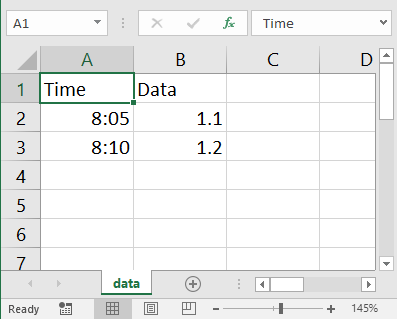 A1 fx Time
A B C D
1 Time Data
2 8:05 1.1
3 8:10 1.2
4
5
6
7
data
Ready 145%